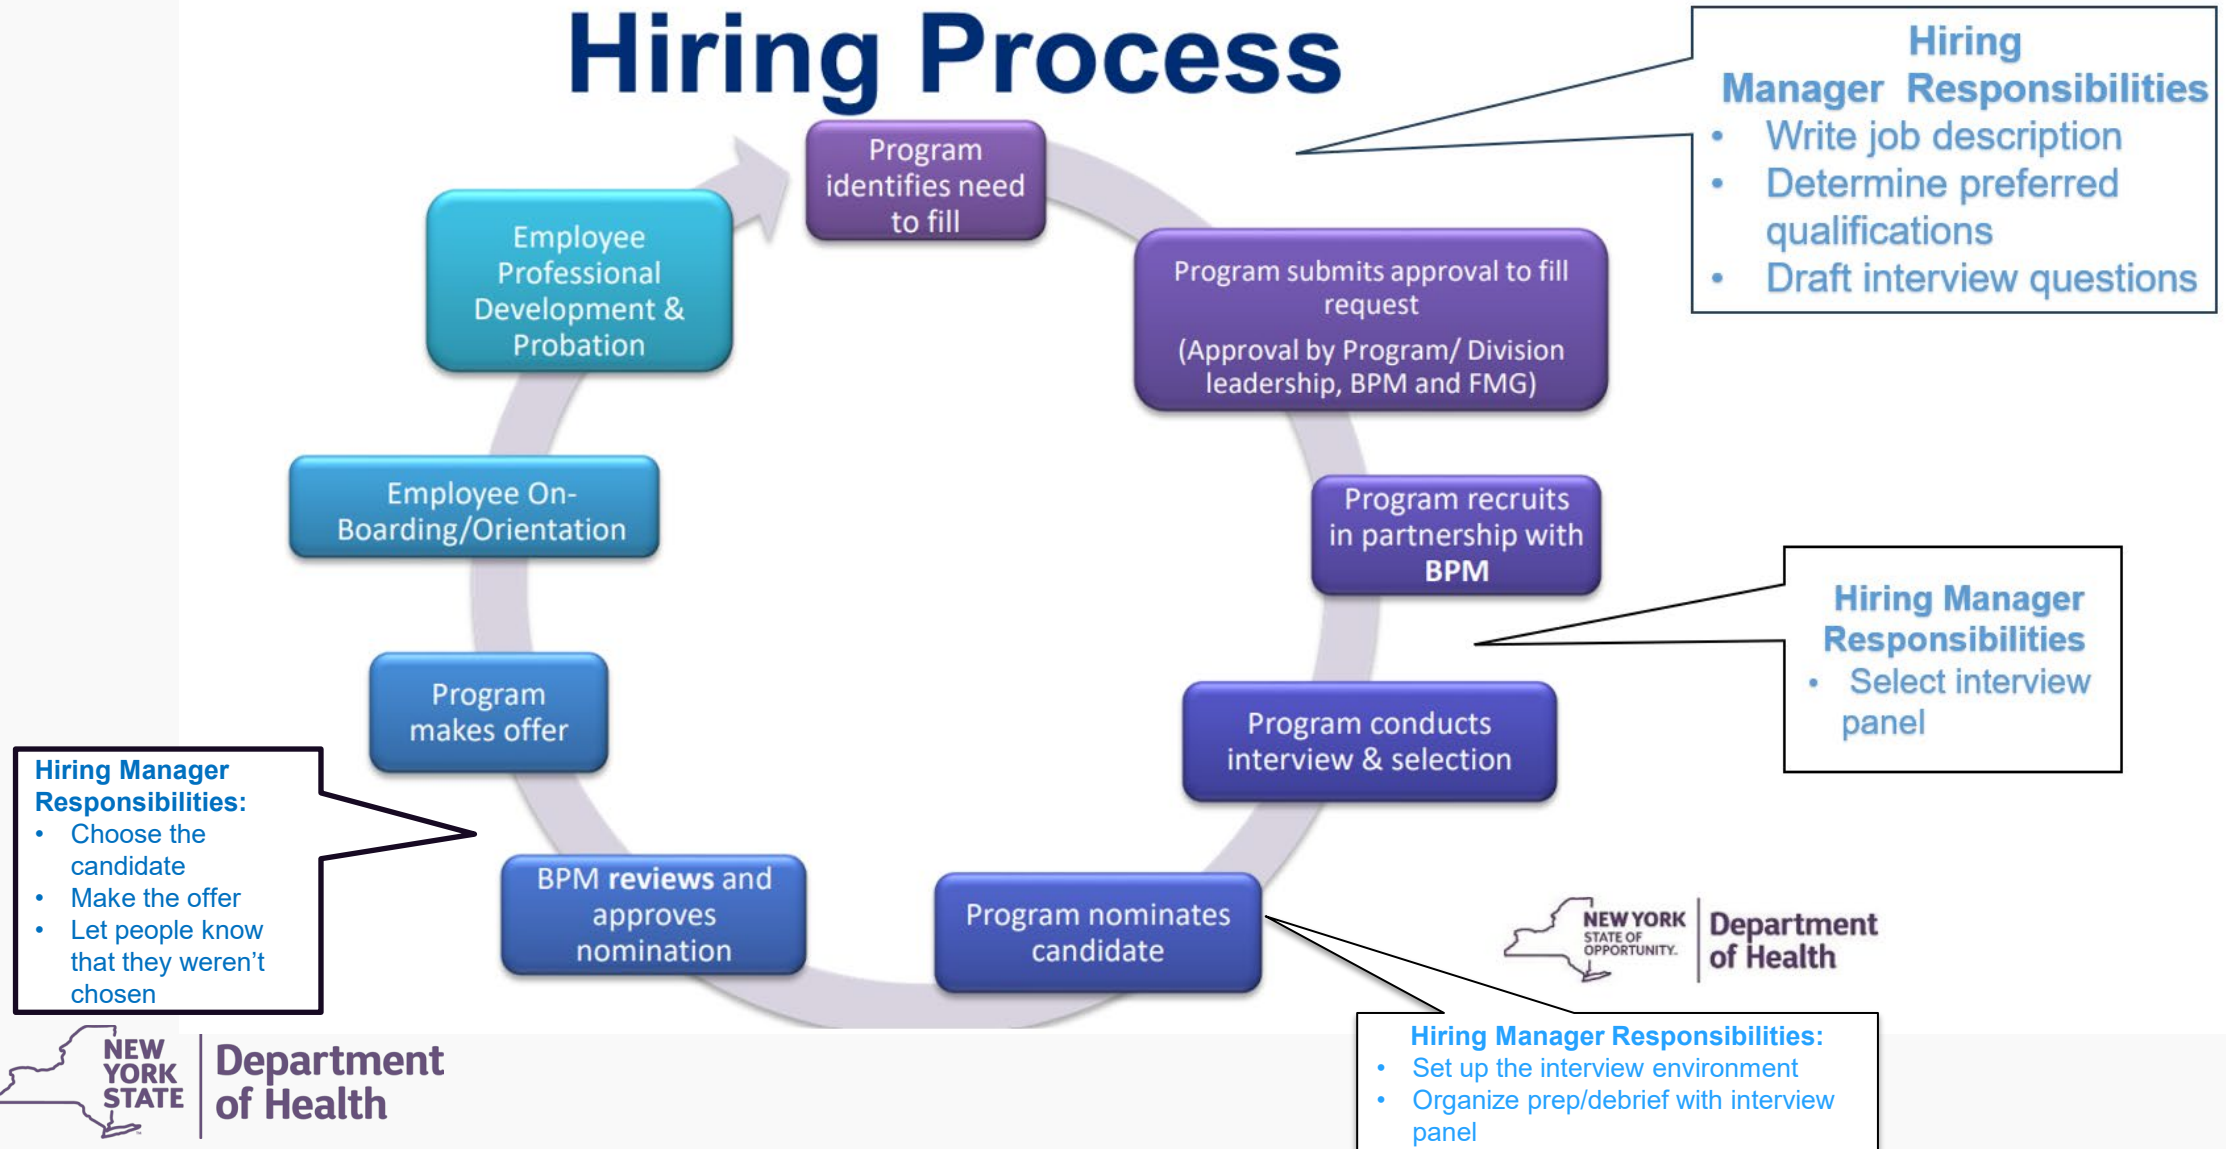 Hiring Process
Hiring
Manager Responsibilities
• Write job description
• Determine preferred
qualifications
• Draft interview questions
Program
identifies need
to fill
Program submits approval to fill
request
(Approval by Program/ Division
leadership, BPM and FMG)
Program recruits
in partnership with
BPM
Hiring Manager
Responsibilities
• Select interview
panel
Program conducts
interview & selection
Program nominates
candidate
Hiring Manager Responsibilities:
• Set up the interview environment
• Organize prep/debrief with interview
panel
BPM reviews and
approves
nomination
Hiring Manager
Responsibilities:
• Choose the
candidate
• Make the offer
• Let people know
that they weren't
chosen
Program
makes offer
Employee On-
Boarding/Orientation
Employee
Professional
Development &
Probation
NEW YORK
STATE OF
OPPORTUNITY.
Department
of Health
NEW
YORK
STATE
Department
of Health